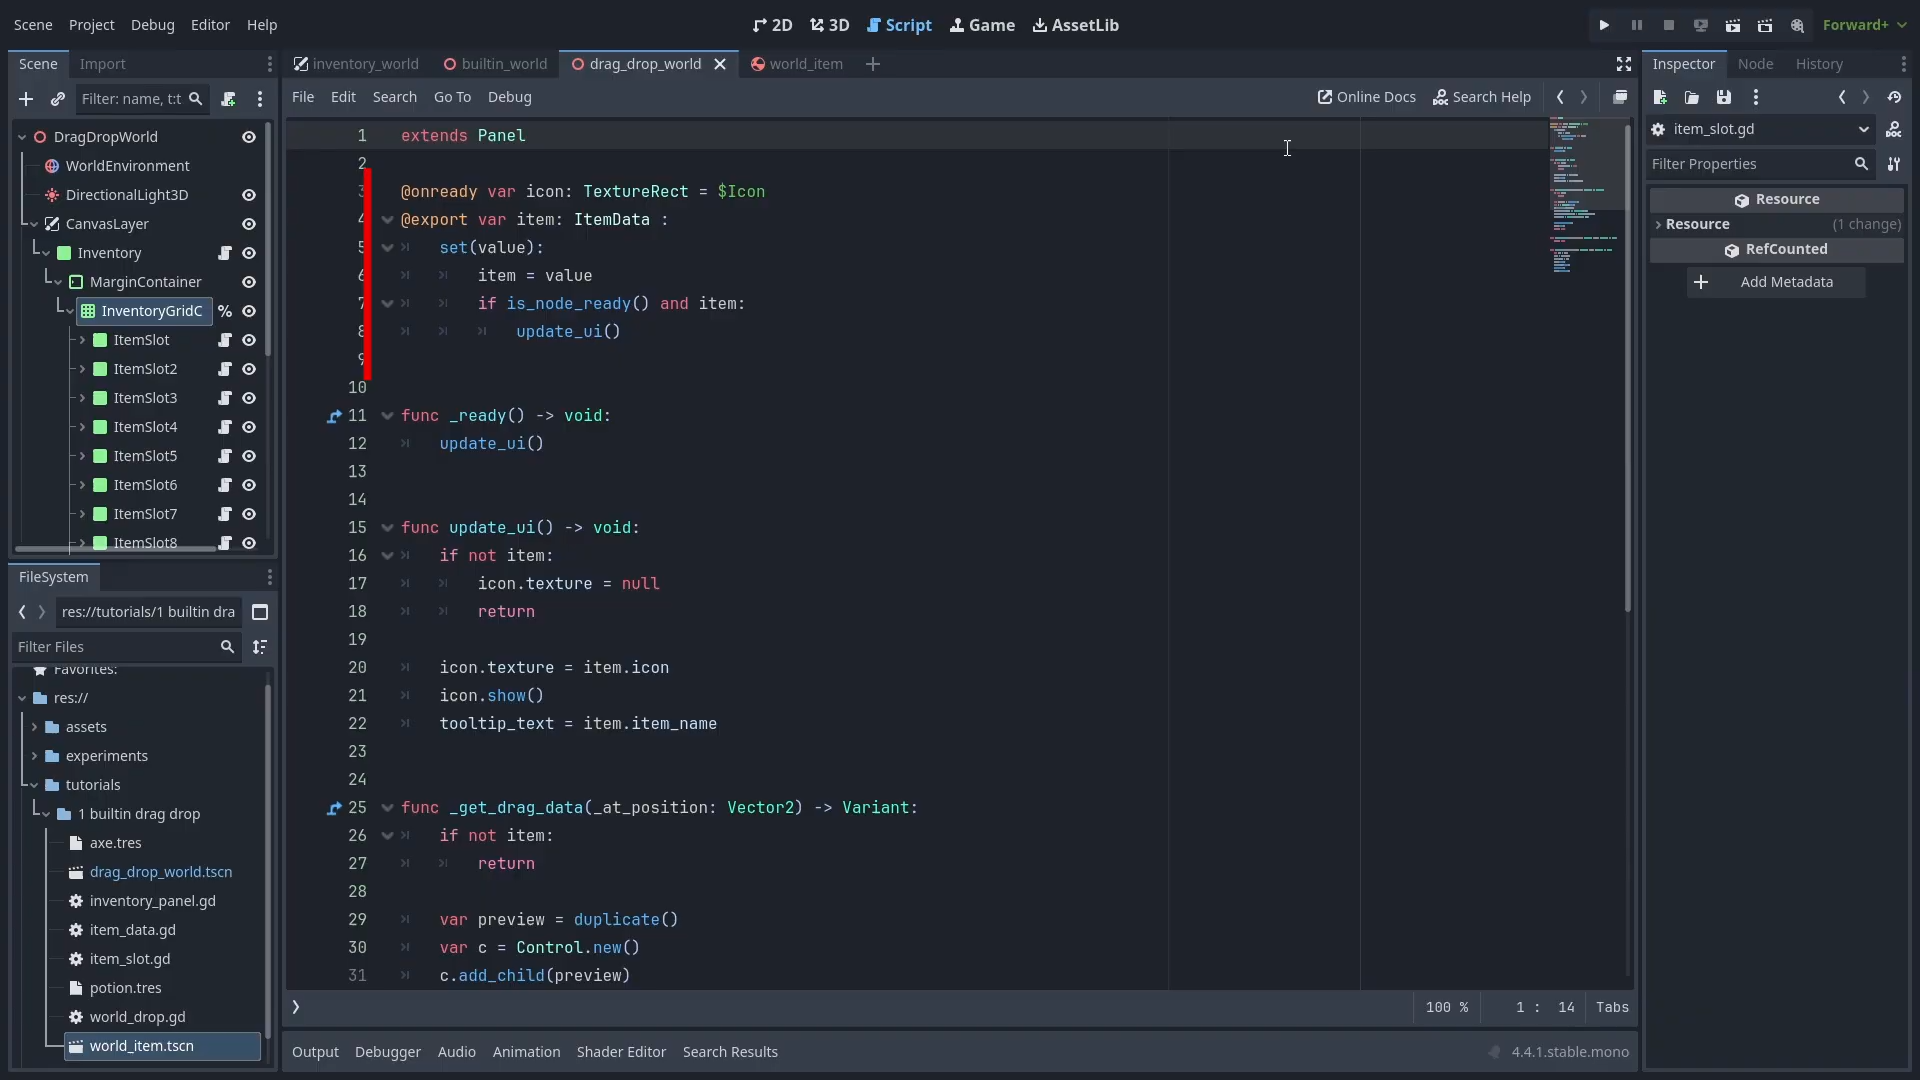 Scene Project Debug Editor Help
2D 3D Script Game AssetLib
Forward+
Scene Import
Filter: name, t:t
DragDropWorld
WorldEnvironment
DirectionalLight3D
CanvasLayer
Inventory
MarginContainer
InventoryGridC
ItemSlot
ItemSlot2
ItemSlot3
ItemSlot4
ItemSlot5
ItemSlot6
ItemSlot7
ItemSlot8
FileSystem
res://tutorials/1 builtin dra
Filter Files
Favorites:
res://
assets
experiments
tutorials
1 builtin drag drop
axe.tres
drag_drop_world.tscn
inventory_panel.gd
item_data.gd
item_slot.gd
potion.tres
world_drop.gd
world_item.tscn
inventory_world builtin_world drag_drop_world world_item
File Edit Search Go To Debug
Online Docs Search Help
1 extends Panel
2
3 @onready var icon: TextureRect = $Icon
4 @export var item: ItemData :
5 set(value):
6 item = value
7 if is_node_ready() and item:
8 update_ui()
9
10
11 func _ready() -> void:
12 update_ui()
13
14
15 func update_ui() -> void:
16 if not item:
17 icon.texture = null
18 return
19
20 icon.texture = item.icon
21 icon.show()
22 tooltip_text = item.item_name
23
24
25 func _get_drag_data(_at_position: Vector2) -> Variant:
26 if not item:
27 return
28
29 var preview = duplicate()
30 var c = Control.new()
31 c.add_child(preview)
100 % 1 : 14 Tabs
Output Debugger Audio Animation Shader Editor Search Results
4.4.1.stable.mono
Inspector Node History
item_slot.gd
Filter Properties
Resource
Resource (1 change)
RefCounted
Add Metadata